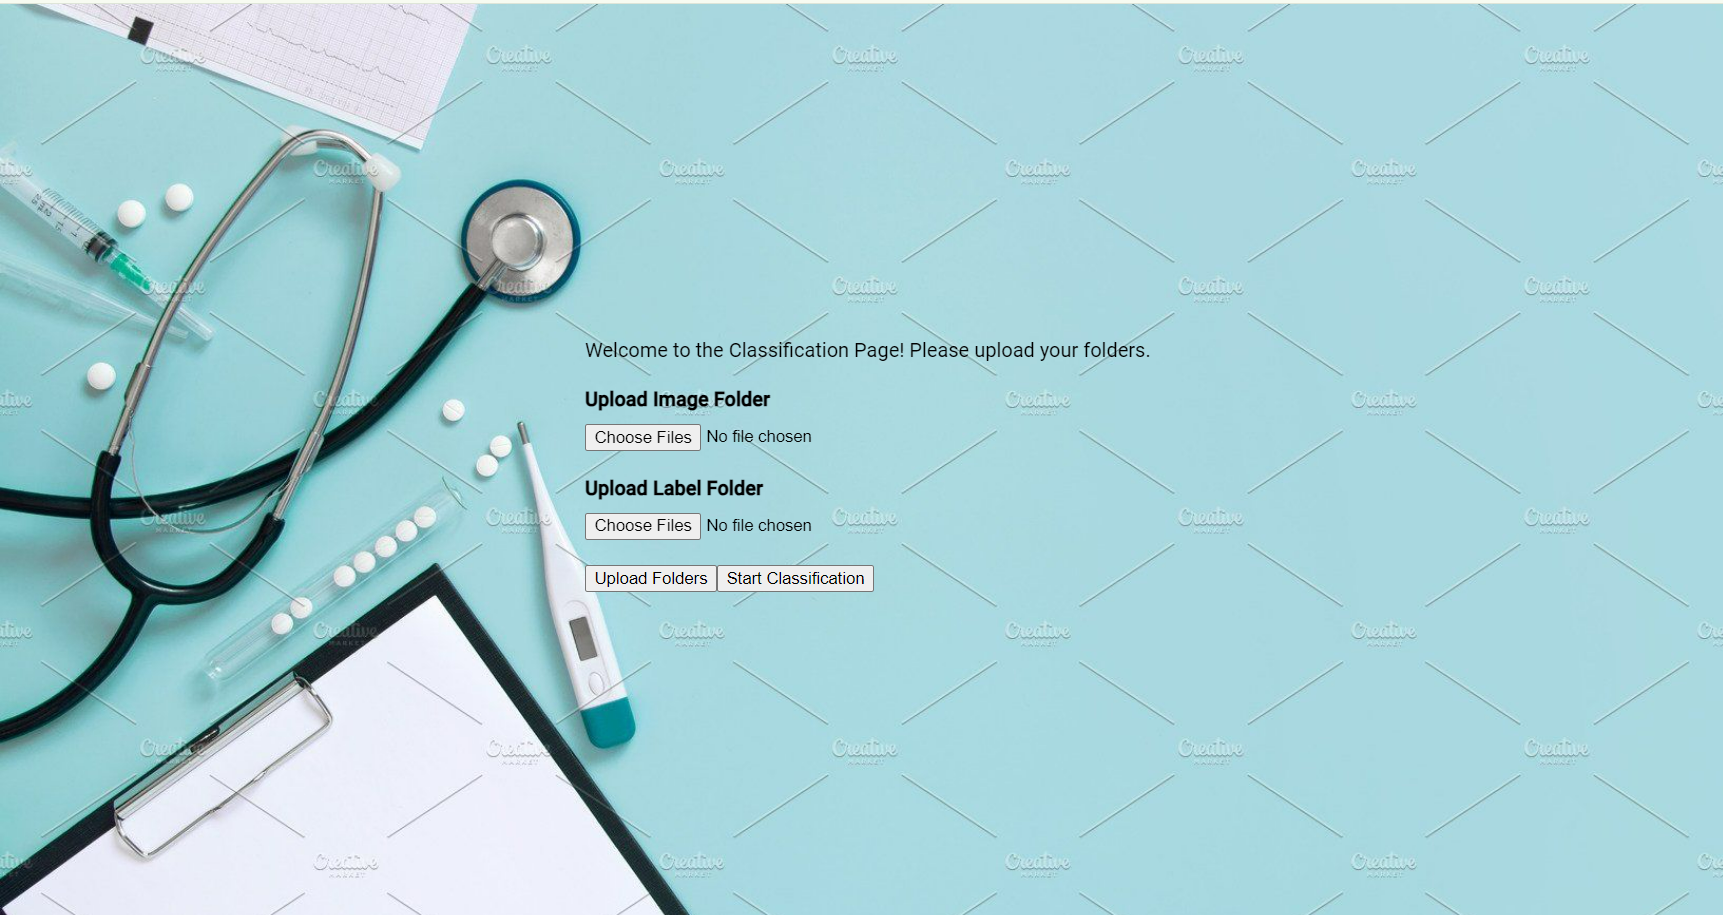 Welcome to the Classification Page! Please upload your folders.
Upload Image Folder
Choose Files No file chosen
Upload Label Folder
Choose Files No file chosen
Upload Folders Start Classification
Creative
MARKET